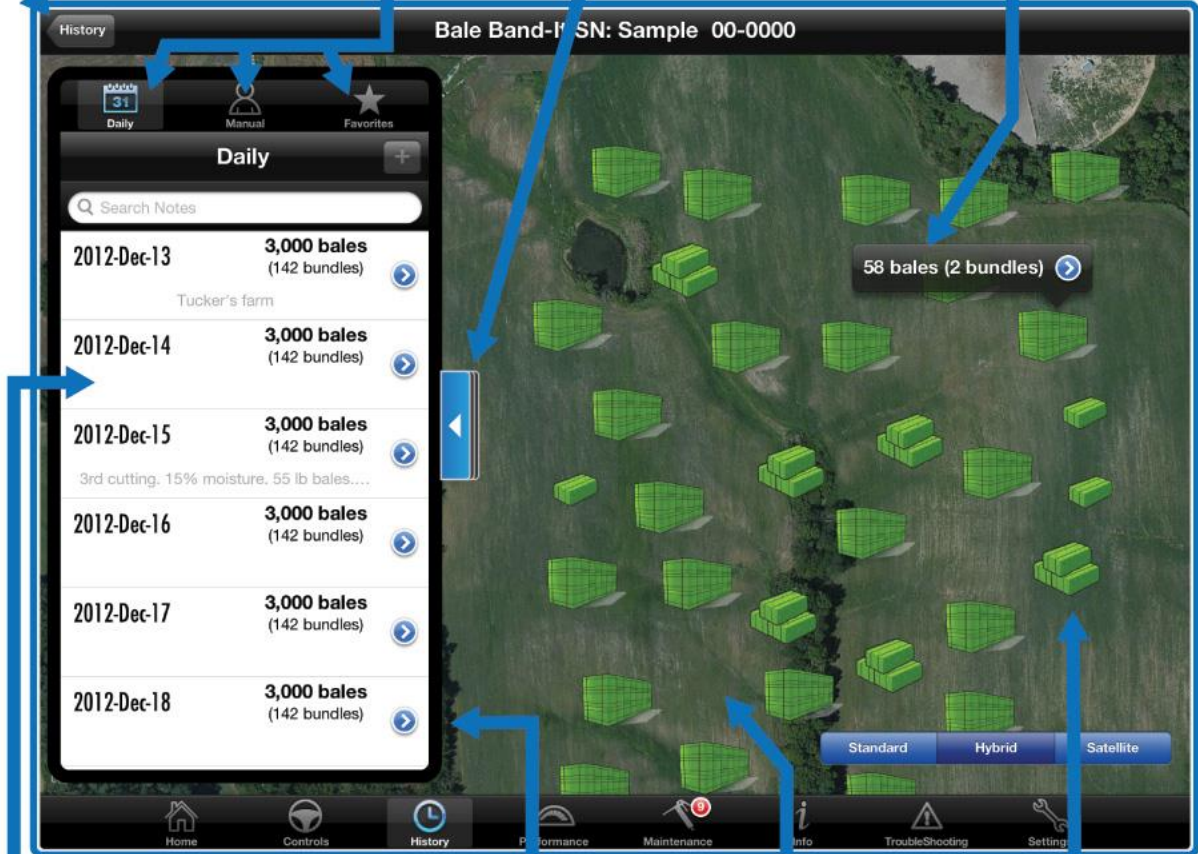 History
Bale Band-It SN: Sample 00-0000
31
Daily
Manual
Favorites
Daily
+
Search Notes
2012-Dec-13
3,000 bales
(142 bundles)
Tucker's farm
2012-Dec-14
3,000 bales
(142 bundles)
2012-Dec-15
3,000 bales
(142 bundles)
3rd cutting. 15% moisture. 55 lb bales....
2012-Dec-16
3,000 bales
(142 bundles)
2012-Dec-17
3,000 bales
(142 bundles)
2012-Dec-18
3,000 bales
(142 bundles)
58 bales (2 bundles)
Standard Hybrid Satellite
9
Home Controls History Performance Maintenance Info TroubleShooting Settings